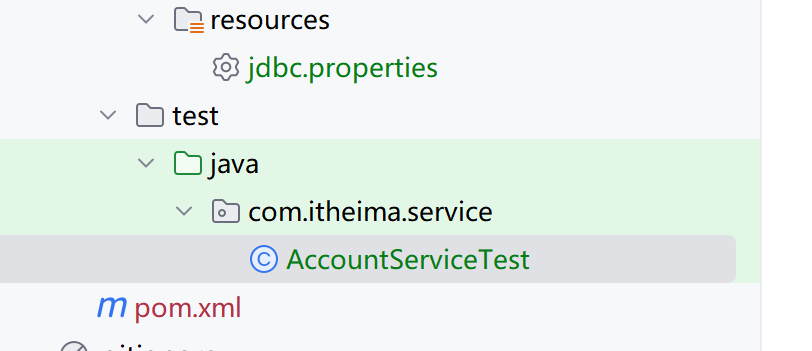 resources
jdbc.properties
test
java
com.itheima.service
AccountServiceTest
pom.xml